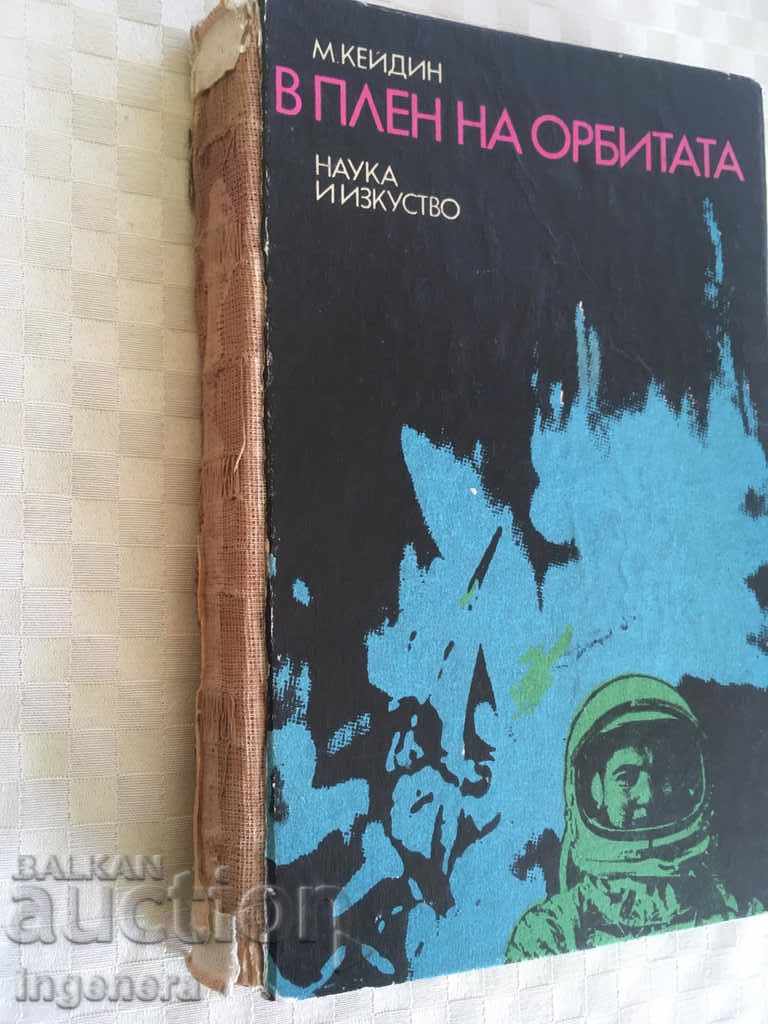 М. КЕЙДИН
В ПЛЕН НА ОРБИТАТА
НАУКА
И ИЗКУСТВО
BALKAN
auction
ingenera